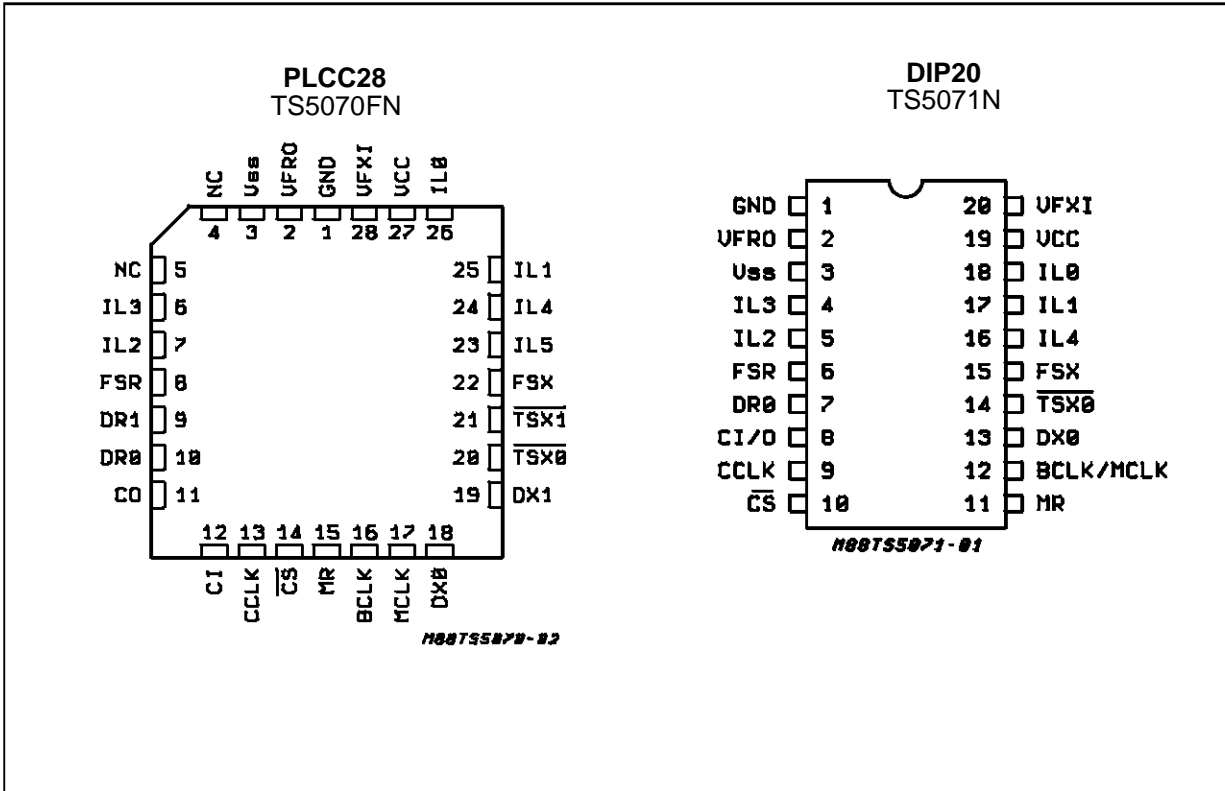 PLCC28
TS5070FN
NC Vss VFRO GND VFXI VCC IL0
4 3 2 1 28 27 26
NC 5 25 IL1
IL3 6 24 IL4
IL2 7 23 IL5
FSR 8 22 FSX
DR1 9 21 TSX1
DR0 10 20 TSX0
CO 11 19 DX1
12 13 14 15 16 17 18
CI CCLK CS MR BCLK MCLK DX0
M88TS5070-02
DIP20
TS5071N
GND 1 20 VFXI
VFRO 2 19 VCC
Vss 3 18 IL0
IL3 4 17 IL1
IL2 5 16 IL4
FSR 6 15 FSX
DR0 7 14 TSX0
CI/O 8 13 DX0
CCLK 9 12 BCLK/MCLK
CS 10 11 MR
M88TS5071-01